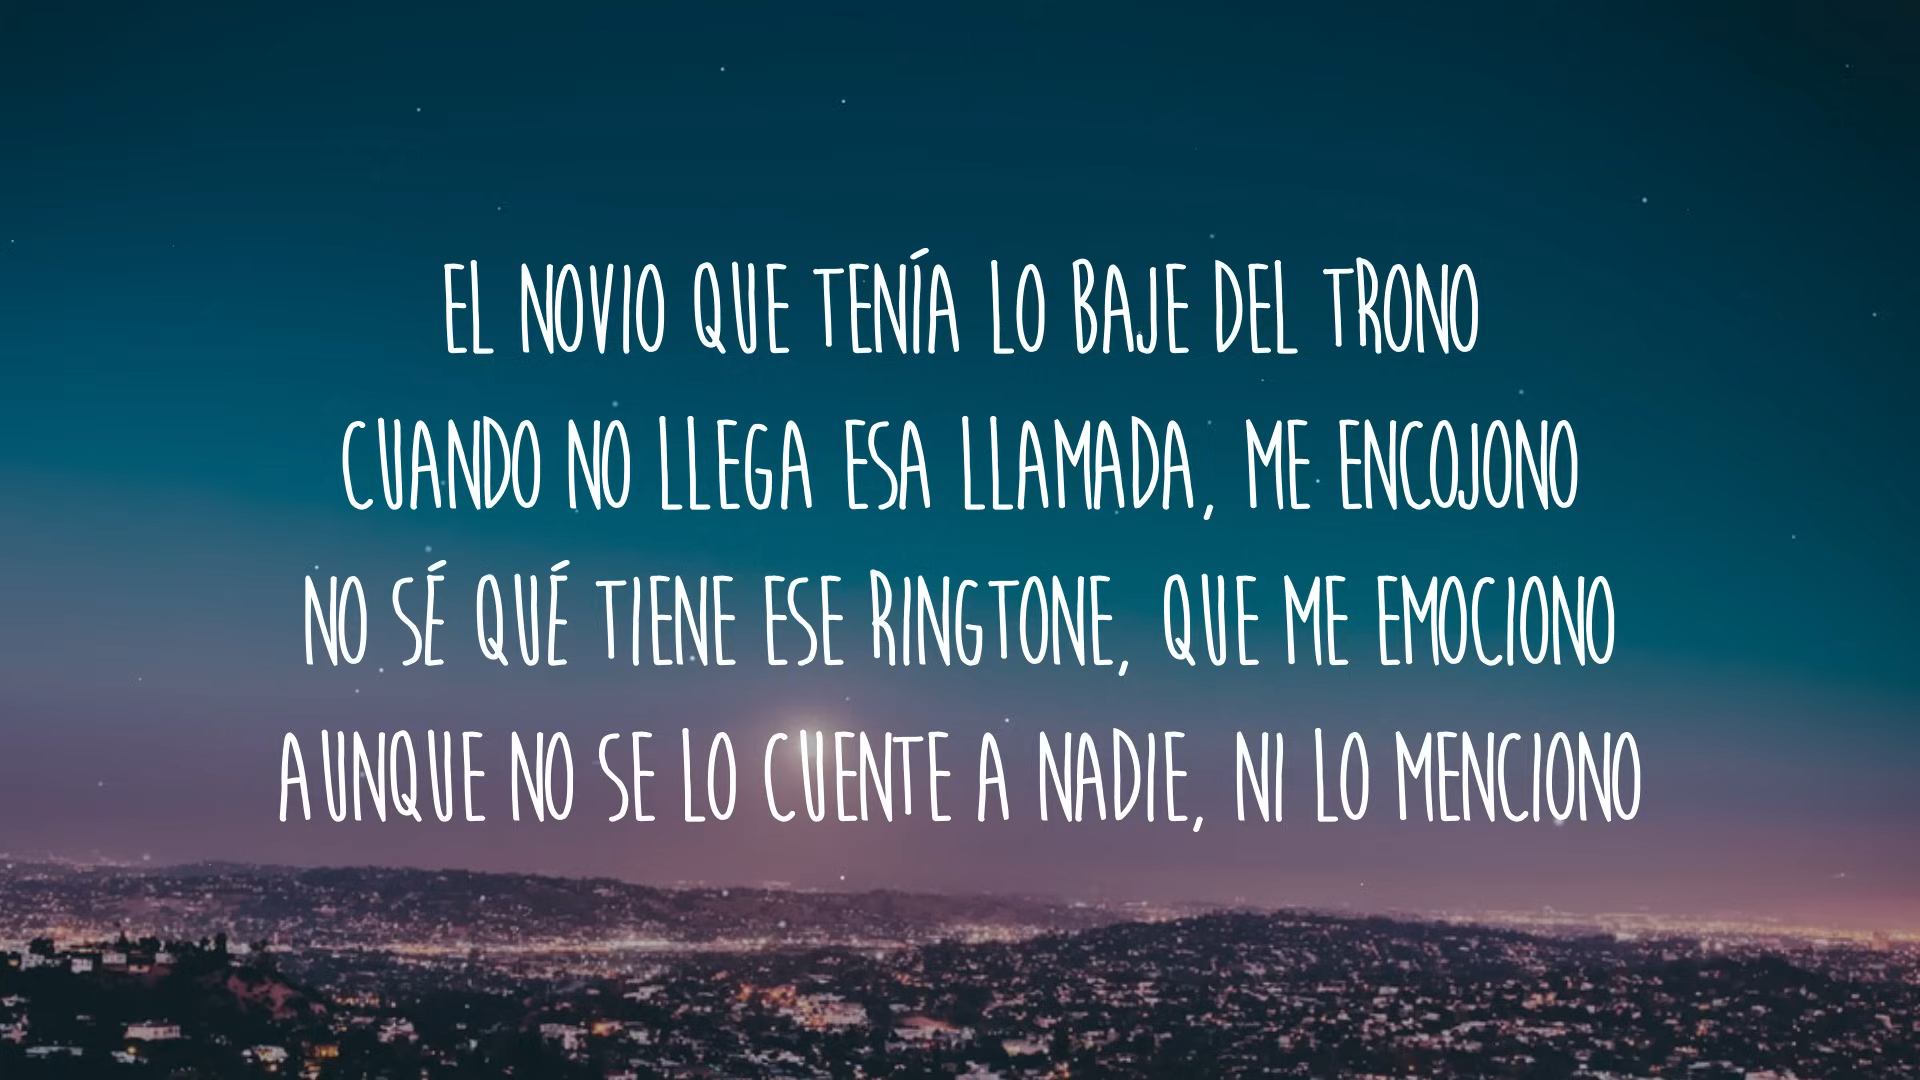 EL NOVIO QUE TENÍA LO BAJE DEL TRONO
CUANDO NO LLEGA ESA LLAMADA, ME ENCOJONO
NO SÉ QUÉ TIENE ESE RINGTONE, QUE ME EMOCIONO
AUNQUE NO SE LO CUENTE A NADIE, NI LO MENCIONO